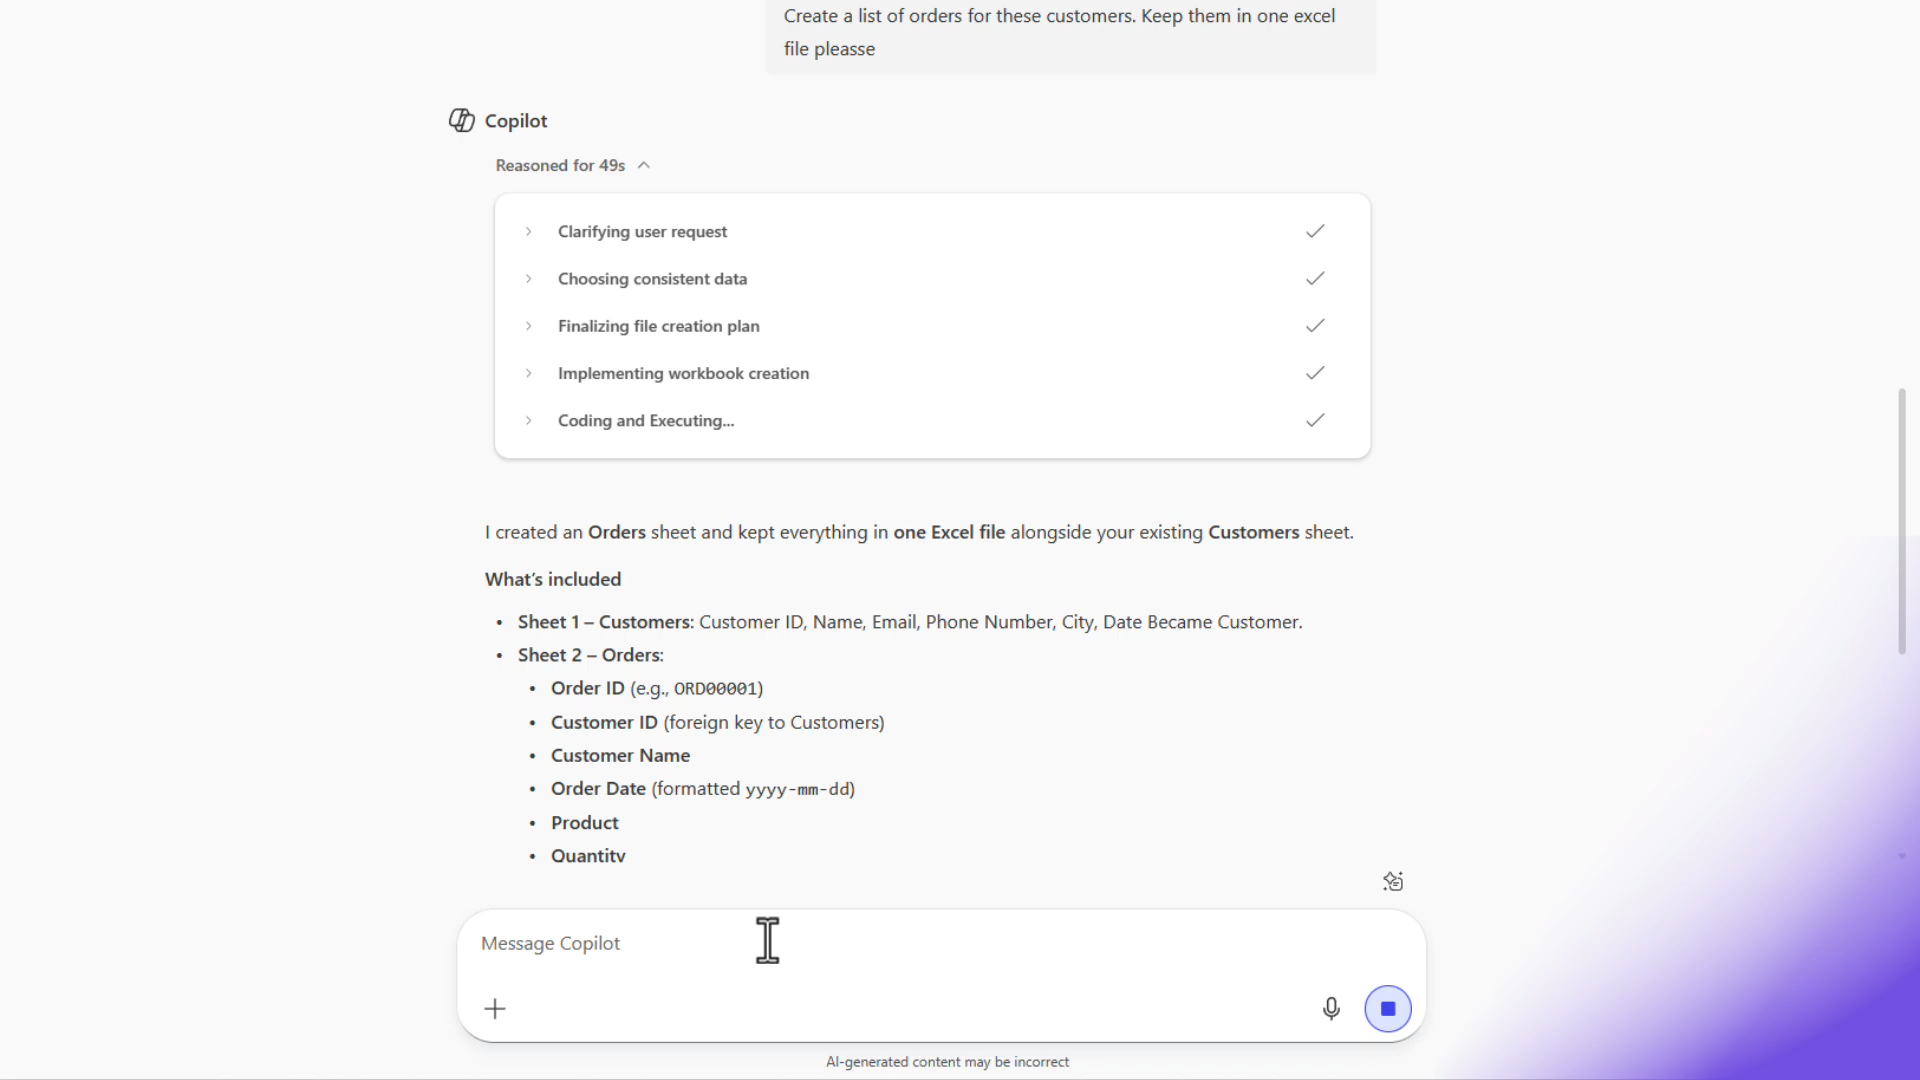 Create a list of orders for these customers. Keep them in one excel
file pleasse
Copilot
Reasoned for 49s
Clarifying user request
Choosing consistent data
Finalizing file creation plan
Implementing workbook creation
Coding and Executing...
I created an Orders sheet and kept everything in one Excel file alongside your existing Customers sheet.
What's included
• Sheet 1 – Customers: Customer ID, Name, Email, Phone Number, City, Date Became Customer.
• Sheet 2 – Orders:
• Order ID (e.g., ORD00001)
• Customer ID (foreign key to Customers)
• Customer Name
• Order Date (formatted yyyy-mm-dd)
• Product
• Quantity
Message Copilot
AI-generated content may be incorrect